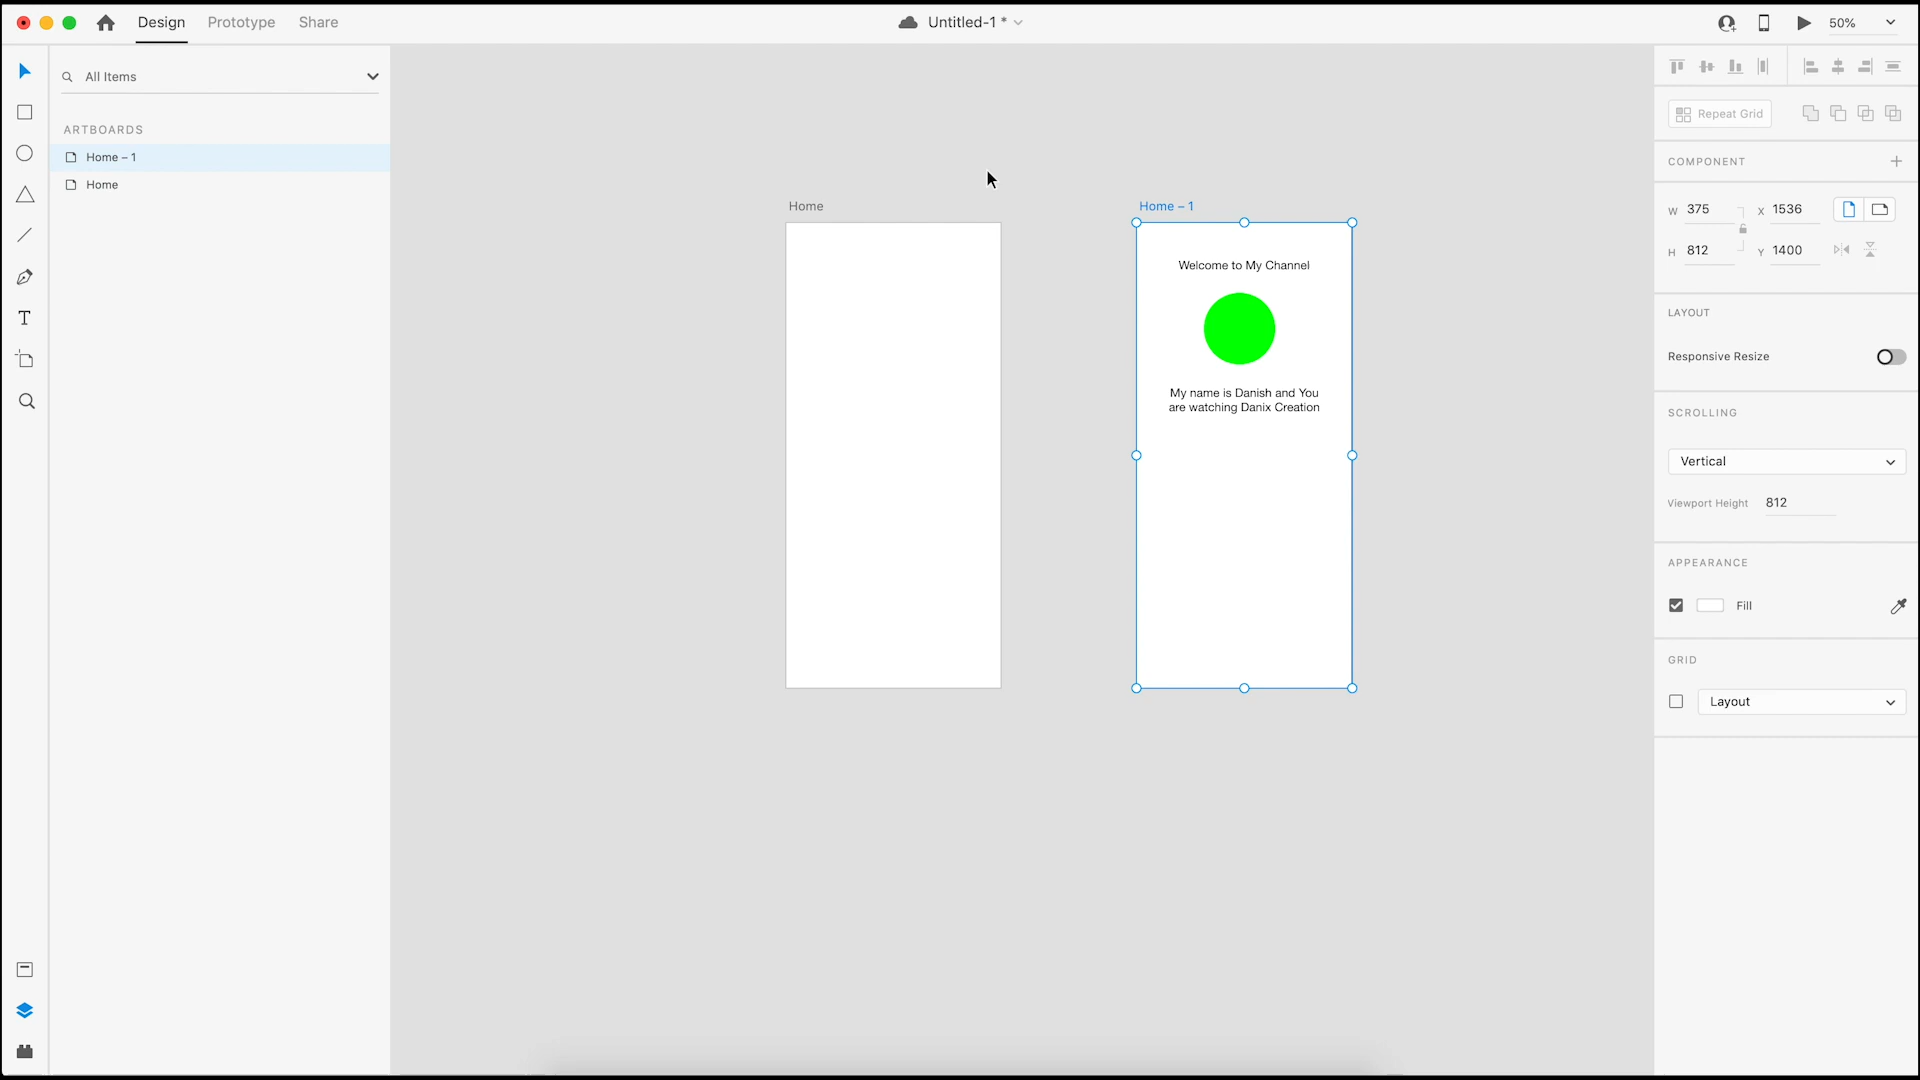 Design Prototype Share Untitled-1 * 50%
All Items
ARTBOARDS
Home – 1
Home
Home
Home – 1
Welcome to My Channel
My name is Danish and You
are watching Danix Creation
Repeat Grid
COMPONENT
W 375 X 1536
H 812 Y 1400
LAYOUT
Responsive Resize
SCROLLING
Vertical
Viewport Height 812
APPEARANCE
Fill
GRID
Layout